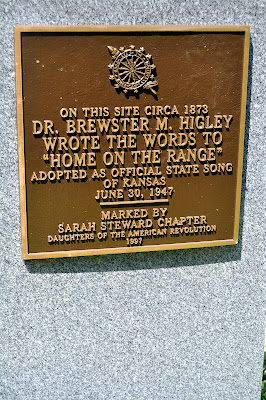 ON THIS SITE CIRCA 1873
DR. BREWSTER M. HIGLEY
WROTE THE WORDS TO
"HOME ON THE RANGE"
ADOPTED AS OFFICIAL STATE SONG
OF KANSAS
JUNE 30, 1947
MARKED BY
SARAH STEWARD CHAPTER
DAUGHTERS OF THE AMERICAN REVOLUTION
1997